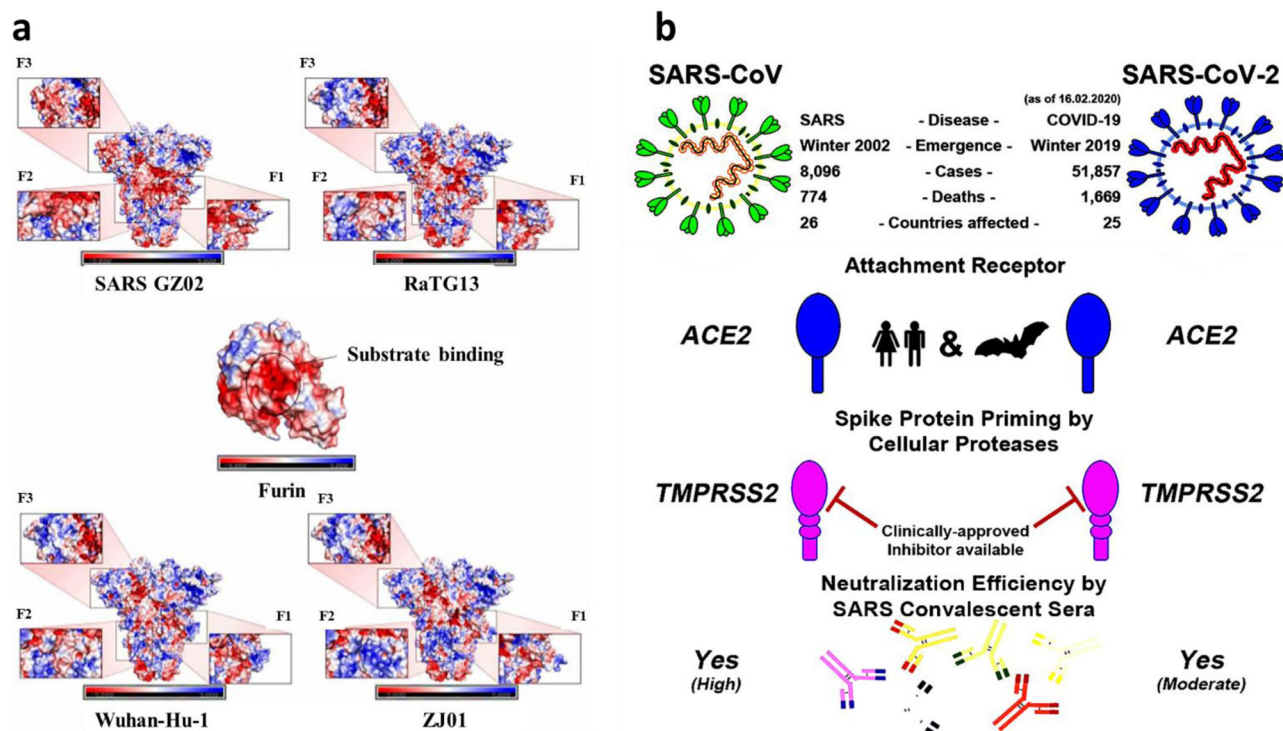 a
F3
F3
F2
F1
F2
F1
SARS GZ02
RaTG13
Substrate binding
Furin
F3
F3
F2
F1
F2
F1
Wuhan-Hu-1
ZJ01
b
SARS-CoV
SARS-CoV-2
(as of 16.02.2020)
SARS - Disease - COVID-19
Winter 2002 - Emergence - Winter 2019
8,096 - Cases - 51,857
774 - Deaths - 1,669
26 - Countries affected - 25
Attachment Receptor
ACE2 & ACE2
Spike Protein Priming by
Cellular Proteases
TMPRSS2 TMPRSS2
Clinically-approved
Inhibitor available
Neutralization Efficiency by
SARS Convalescent Sera
Yes Yes
(High) (Moderate)